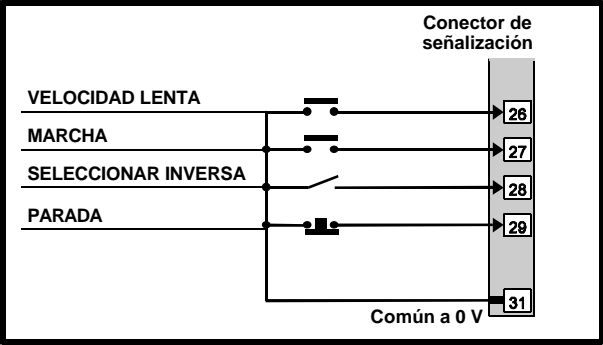 Conector de
señalización
VELOCIDAD LENTA
26
MARCHA
27
SELECCIONAR INVERSA
28
PARADA
29
31
Común a 0 V